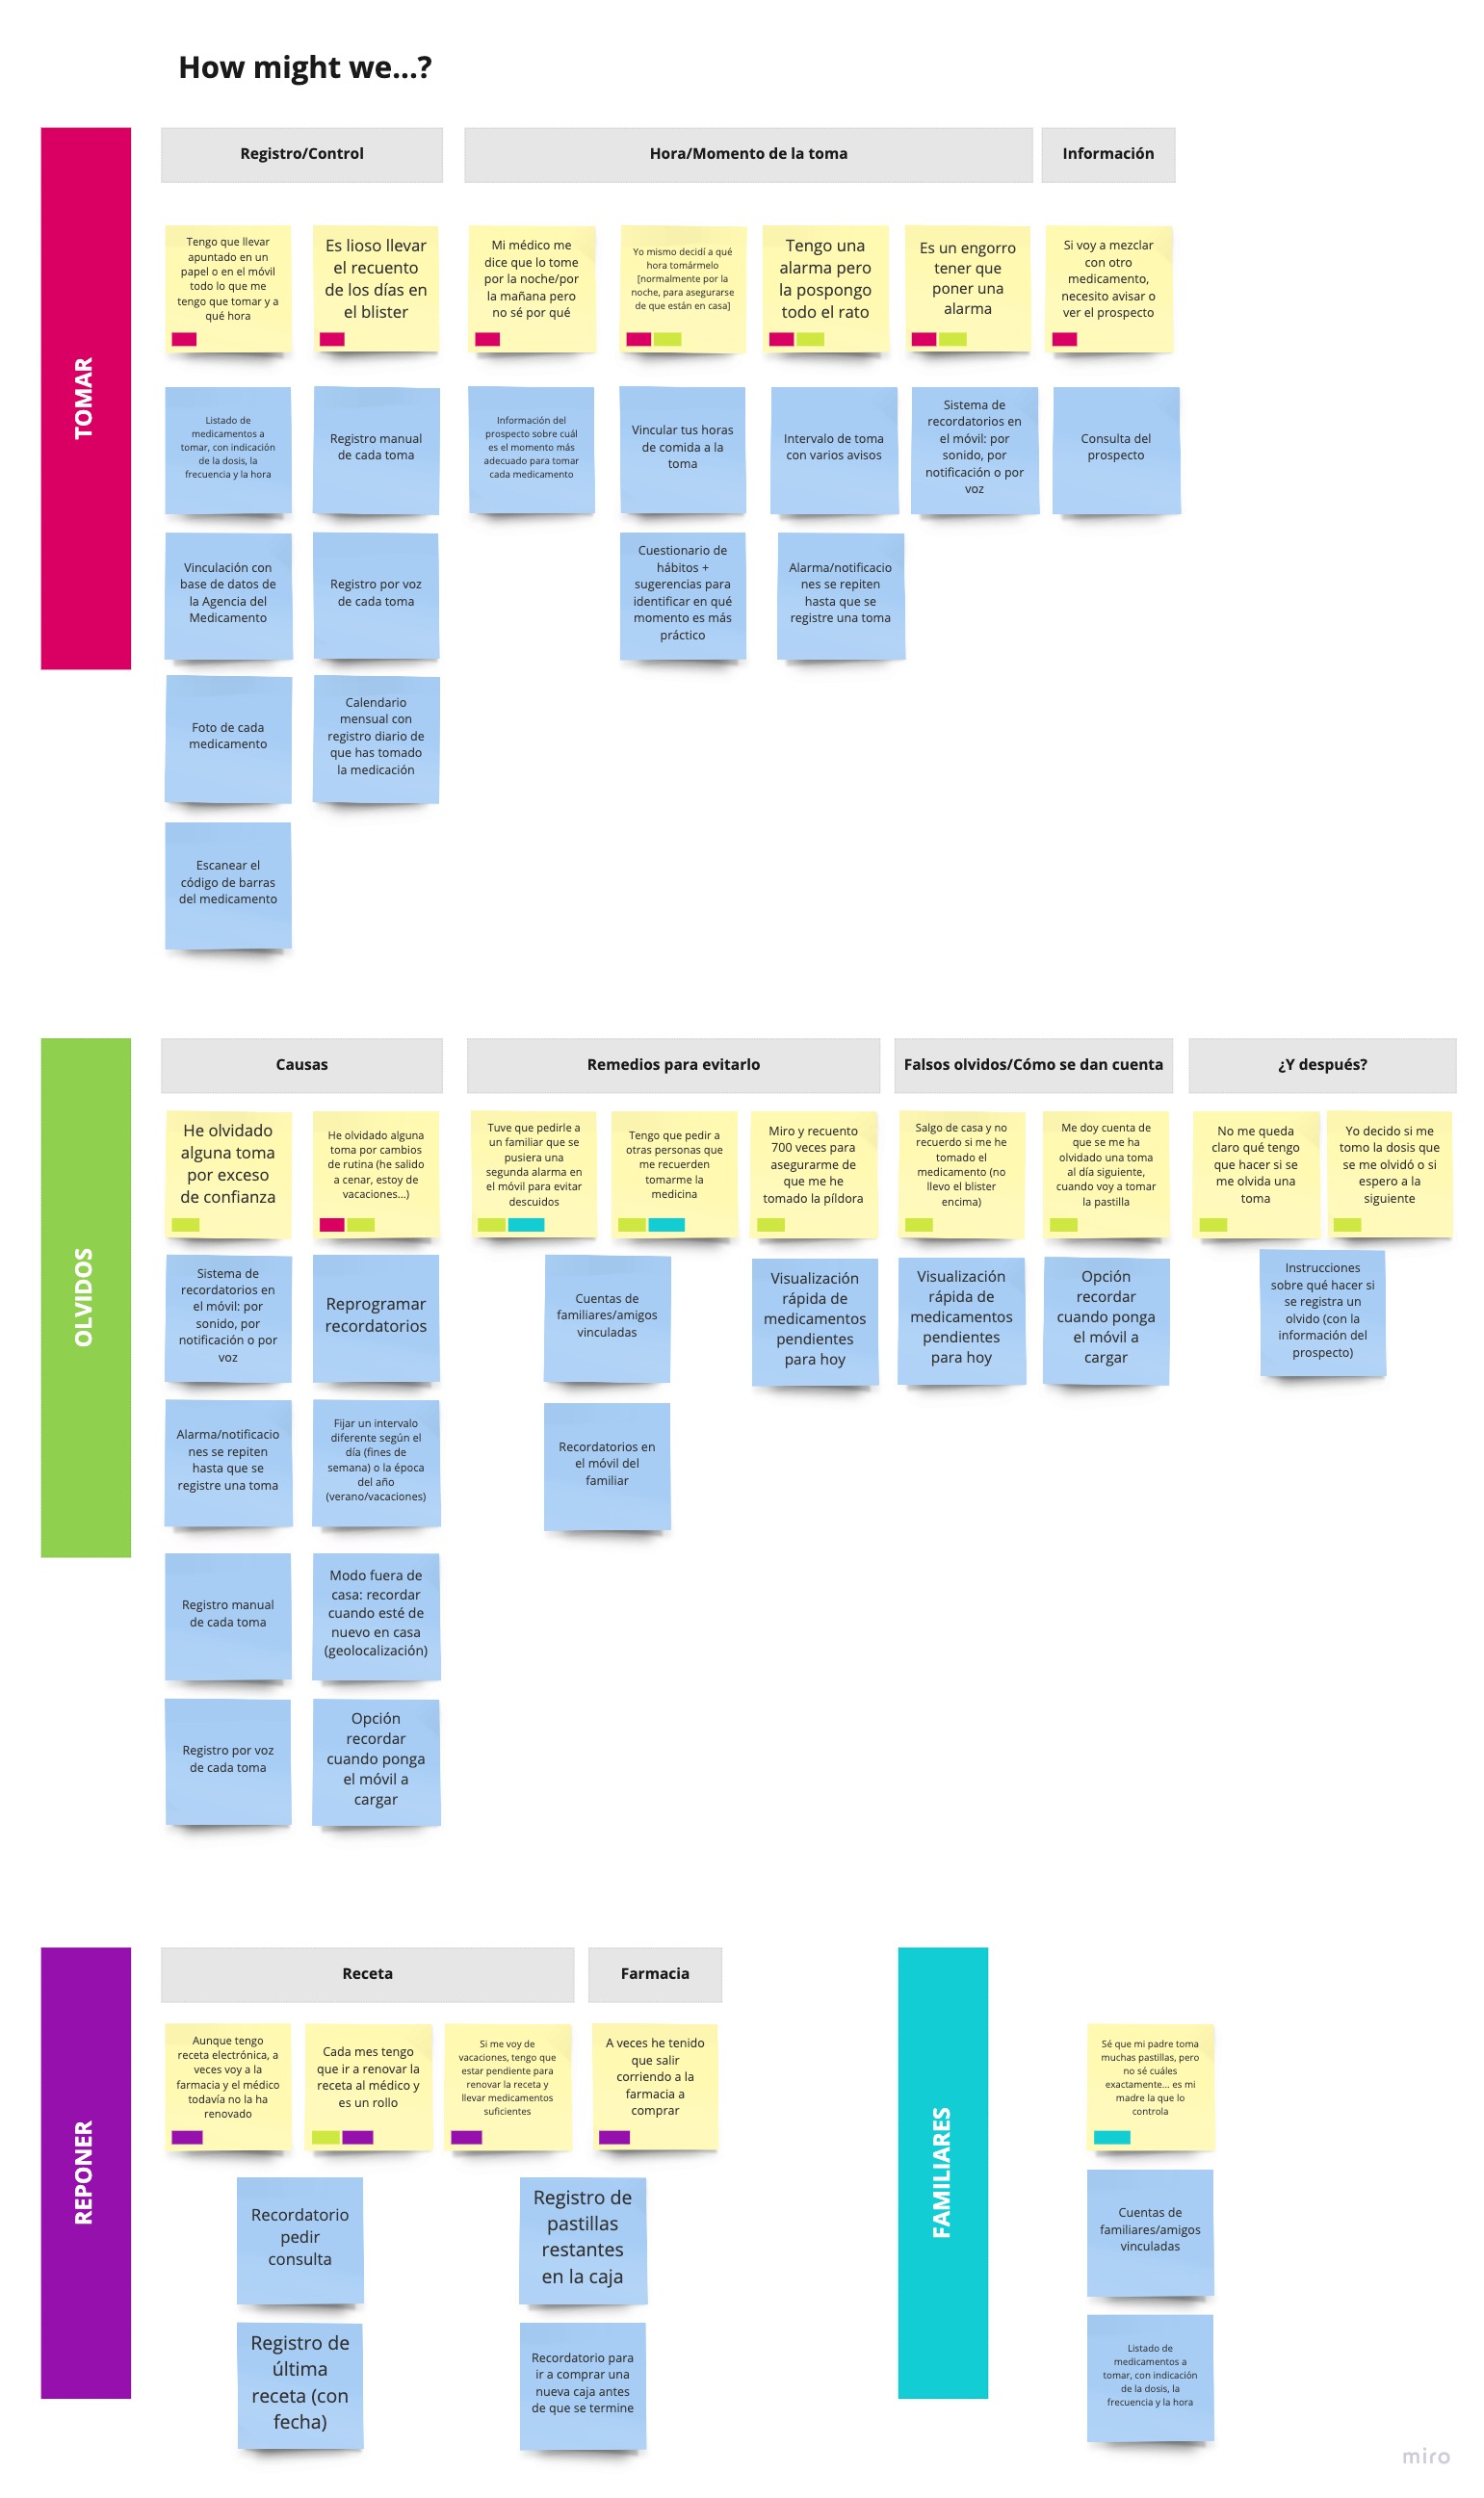 How might we...?
TOMAR
Registro/Control
Hora/Momento de la toma
Información
Tengo que llevar
apuntado en un
papel o en el móvil
todo lo que me
tengo que tomar y a
qué hora
Es lioso llevar
el recuento
de los días en
el blister
Mi médico me
dice que lo tome
por la noche/por
la mañana pero
no sé por qué
Yo mismo decidí a qué
hora tomármelo
[normalmente por la
noche, para asegurarse
de que están en casa]
Tengo una
alarma pero
la pospongo
todo el rato
Es un engorro
tener que
poner una
alarma
Si voy a mezclar
con otro
medicamento,
necesito avisar o
ver el prospecto
Listado de
medicamentos a
tomar, con indicación
de la dosis, la
frecuencia y la hora
Registro manual
de cada toma
Información del
prospecto sobre cuál
es el momento más
adecuado para tomar
cada medicamento
Vincular tus horas
de comida a la
toma
Intervalo de toma
con varios avisos
Sistema de
recordatorios en
el móvil: por
sonido, por
notificación o por
voz
Consulta del
prospecto
Vinculación con
base de datos de
la Agencia del
Medicamento
Registro por voz
de cada toma
Cuestionario de
hábitos +
sugerencias para
identificar en qué
momento es más
práctico
Alarma/notificacio
nes se repiten
hasta que se
registre una toma
Foto de cada
medicamento
Calendario
mensual con
registro diario de
que has tomado
la medicación
Escanear el
código de barras
del medicamento
OLVIDOS
Causas
Remedios para evitarlo
Falsos olvidos/Cómo se dan cuenta
¿Y después?
He olvidado
alguna toma
por exceso
de confianza
He olvidado alguna
toma por cambios
de rutina (he salido
a cenar, estoy de
vacaciones...)
Tuve que pedirle a
un familiar que se
pusiera una
segunda alarma en
el móvil para evitar
descuidos
Tengo que pedir a
otras personas que
me recuerden
tomarme la
medicina
Miro y recuento
700 veces para
asegurarme de
que me he
tomado la píldora
Salgo de casa y no
recuerdo si me he
tomado el
medicamento (no
llevo el blister
encima)
Me doy cuenta de
que se me ha
olvidado una toma
al día siguiente,
cuando voy a tomar
la pastilla
No me queda
claro qué tengo
que hacer si se
me olvida una
toma
Yo decido si me
tomo la dosis que
se me olvidó o si
espero a la
siguiente
Sistema de
recordatorios en
el móvil: por
sonido, por
notificación o por
voz
Reprogramar
recordatorios
Cuentas de
familiares/amigos
vinculadas
Visualización
rápida de
medicamentos
pendientes
para hoy
Visualización
rápida de
medicamentos
pendientes
para hoy
Opción
recordar
cuando ponga
el móvil a
cargar
Instrucciones
sobre qué hacer si
se registra un
olvido (con la
información del
prospecto)
Alarma/notificacio
nes se repiten
hasta que se
registre una toma
Fijar un intervalo
diferente según el
día (fines de
semana) o la época
del año
(verano/vacaciones)
Recordatorios en
el móvil del
familiar
Registro manual
de cada toma
Modo fuera de
casa: recordar
cuando esté de
nuevo en casa
(geolocalización)
Registro por voz
de cada toma
Opción
recordar
cuando ponga
el móvil a
cargar
REPONER
Receta
Farmacia
Aunque tengo
receta electrónica, a
veces voy a la
farmacia y el médico
todavía no la ha
renovado
Cada mes tengo
que ir a renovar la
receta al médico y
es un rollo
Si me voy de
vacaciones, tengo que
estar pendiente para
renovar la receta y
llevar medicamentos
suficientes
A veces he tenido
que salir
corriendo a la
farmacia a
comprar
Recordatorio
pedir
consulta
Registro de
pastillas
restantes
en la caja
Registro de
última
receta (con
fecha)
Recordatorio para
ir a comprar una
nueva caja antes
de que se termine
FAMILIARES
Sé que mi padre toma
muchas pastillas, pero
no sé cuáles
exactamente... es mi
madre la que lo
controla
Cuentas de
familiares/amigos
vinculadas
Listado de
medicamentos a
tomar, con indicación
de la dosis, la
frecuencia y la hora
miro